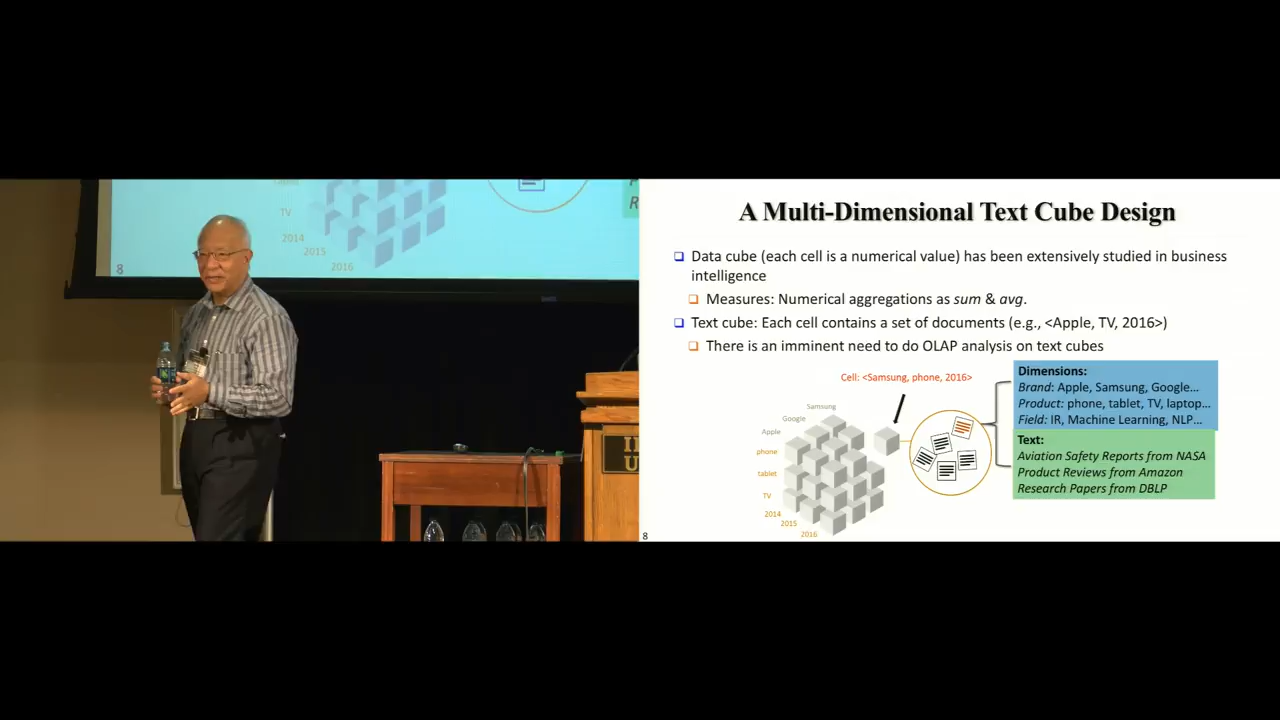 TV
2014
2015
2016
8
A Multi-Dimensional Text Cube Design
Data cube (each cell is a numerical value) has been extensively studied in business
intelligence
Measures: Numerical aggregations as sum & avg.
Text cube: Each cell contains a set of documents (e.g., <Apple, TV, 2016>)
There is an imminent need to do OLAP analysis on text cubes
Cell: <Samsung, phone, 2016>
Samsung
Google
Apple
phone
tablet
TV
2014
2015
2016
Dimensions:
Brand: Apple, Samsung, Google...
Product: phone, tablet, TV, laptop...
Field: IR, Machine Learning, NLP...
Text:
Aviation Safety Reports from NASA
Product Reviews from Amazon
Research Papers from DBLP
8